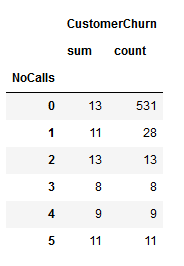 CustomerChurn
sum count
NoCalls
0 13 531
1 11 28
2 13 13
3 8 8
4 9 9
5 11 11